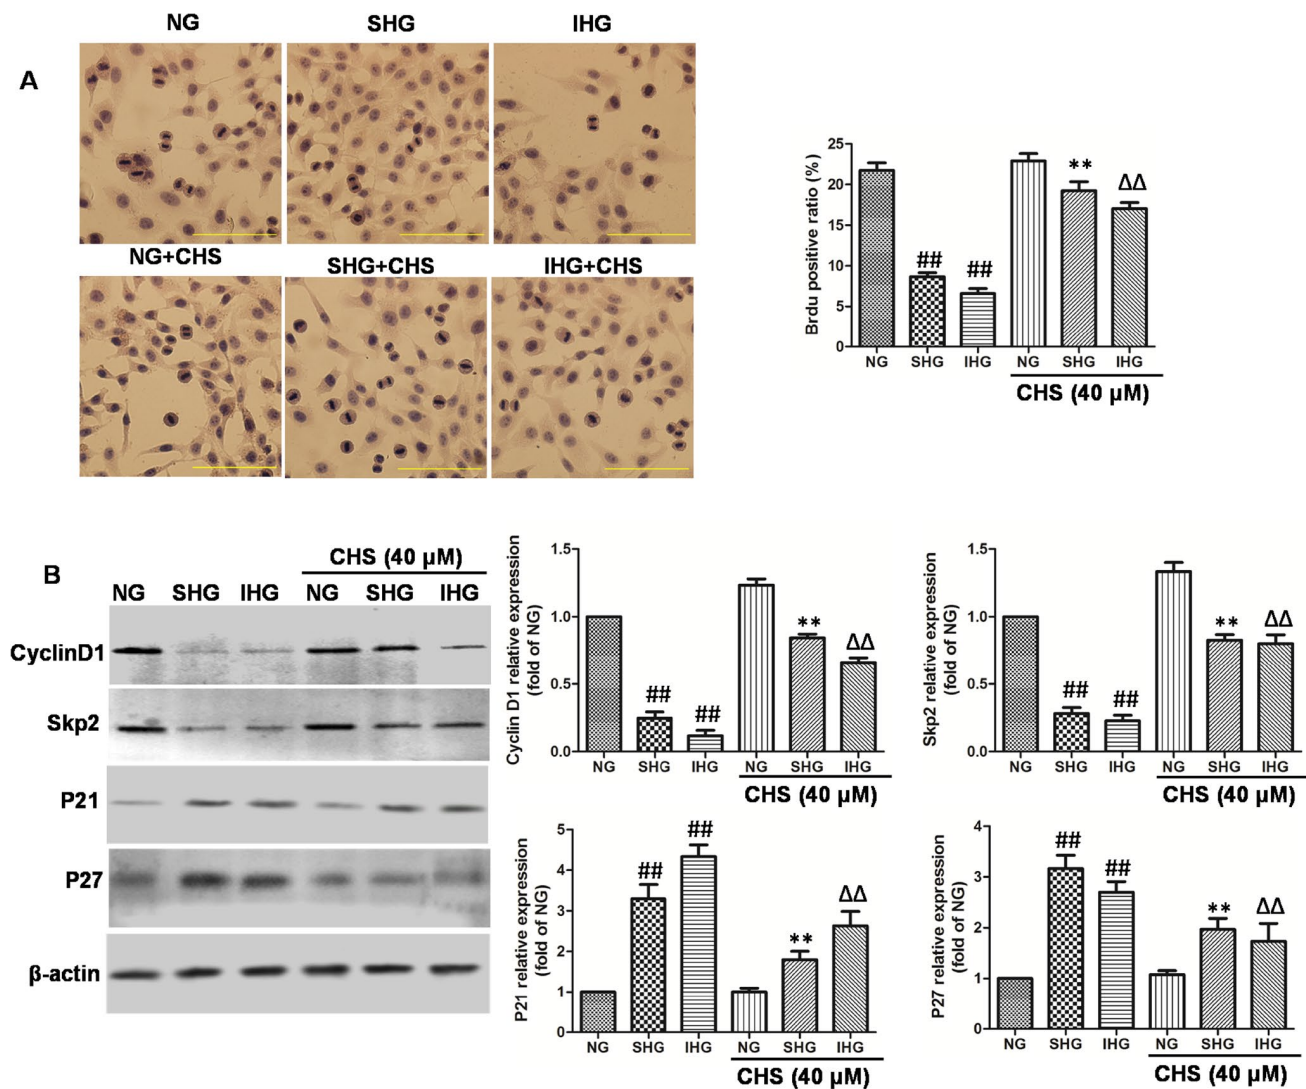 A
NG SHG IHG
NG+CHS SHG+CHS IHG+CHS
Brdu positive ratio (%)
25
20
15
10
5
0
## ## ** ΔΔ
NG SHG IHG NG SHG IHG
CHS (40 µM)
B
CHS (40 µM)
NG SHG IHG NG SHG IHG
CyclinD1
Skp2
P21
P27
β-actin
Cyclin D1 relative expression
(fold of NG)
1.5
1.0
0.5
0.0
## ## ** ΔΔ
NG SHG IHG NG SHG IHG
CHS (40 µM)
Skp2 relative expression
(fold of NG)
1.5
1.0
0.5
0.0
## ## ** ΔΔ
NG SHG IHG NG SHG IHG
CHS (40 µM)
P21 relative expression
(fold of NG)
5
4
3
2
1
0
## ## ** ΔΔ
NG SHG IHG NG SHG IHG
CHS (40 µM)
P27 relative expression
(fold of NG)
4
3
2
1
0
## ## ** ΔΔ
NG SHG IHG NG SHG IHG
CHS (40 µM)